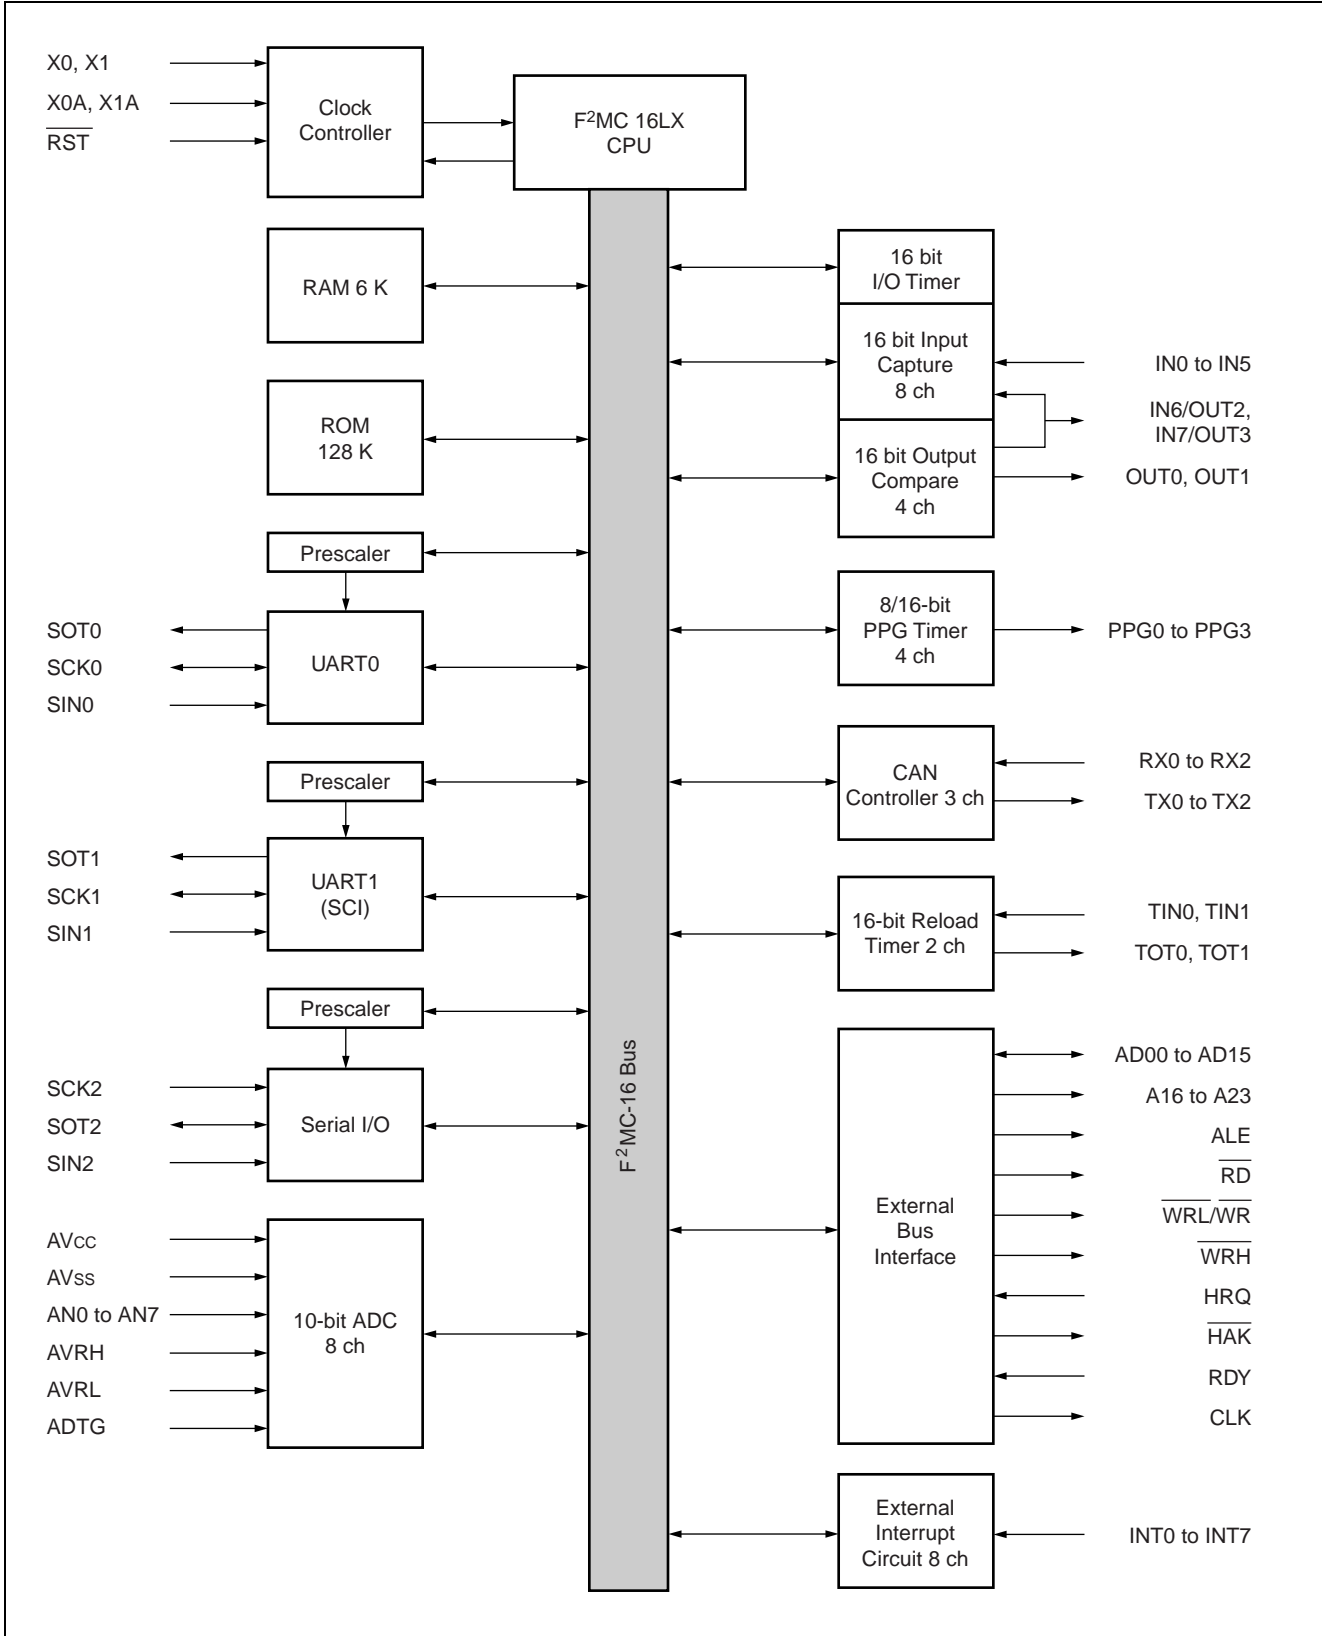 X0, X1
X0A, X1A
RST
Clock
Controller
F²MC 16LX
CPU
RAM 6 K
ROM
128 K
Prescaler
SOT0
SCK0
SIN0
UART0
Prescaler
SOT1
SCK1
SIN1
UART1
(SCI)
Prescaler
SCK2
SOT2
SIN2
Serial I/O
AVcc
AVss
AN0 to AN7
AVRH
AVRL
ADTG
10-bit ADC
8 ch
F²MC-16 Bus
16 bit
I/O Timer
16 bit Input
Capture
8 ch
16 bit Output
Compare
4 ch
IN0 to IN5
IN6/OUT2,
IN7/OUT3
OUT0, OUT1
8/16-bit
PPG Timer
4 ch
PPG0 to PPG3
CAN
Controller 3 ch
RX0 to RX2
TX0 to TX2
16-bit Reload
Timer 2 ch
TIN0, TIN1
TOT0, TOT1
External
Bus
Interface
AD00 to AD15
A16 to A23
ALE
RD
WRL/WR
WRH
HRQ
HAK
RDY
CLK
External
Interrupt
Circuit 8 ch
INT0 to INT7